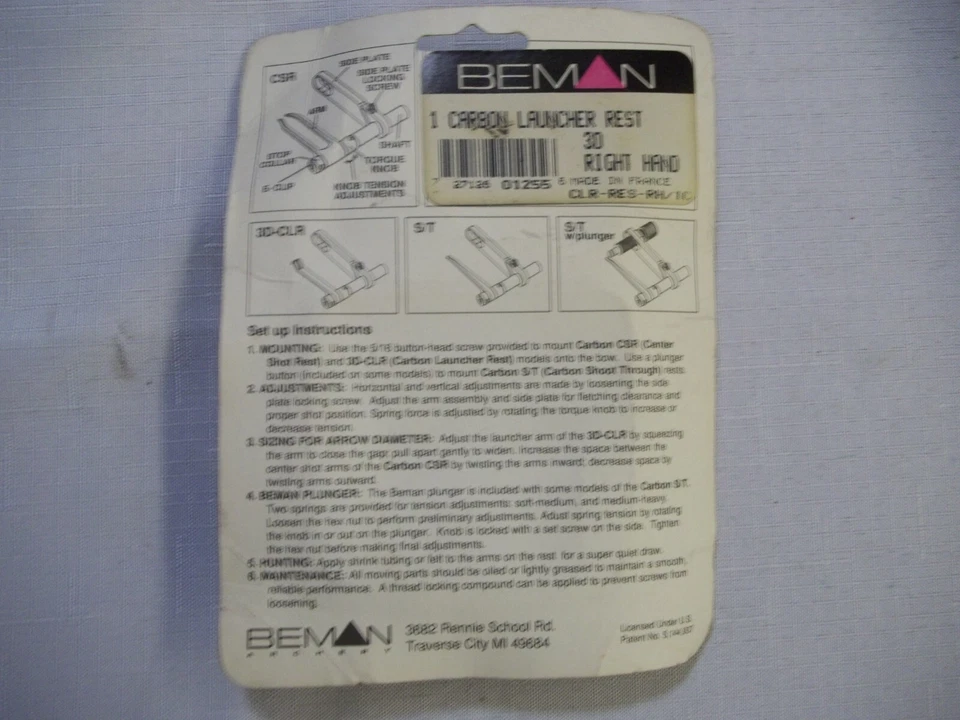 CSR
SIDE PLATE
SIDE PLATE
LOCKING
SCREW
ARM
SHAFT
STOP
COLLAR
TORQUE
KNOB
E-CLIP
KNOB TENSION
ADJUSTMENTS
BEMAN
1 CARBON LAUNCHER REST
3D
RIGHT HAND
7 27126 01255 6 MADE IN FRANCE
CLR-RES-RH/
3D-CLR
S/T
S/T
w/plunger
Set up Instructions
1. MOUNTING: Use the 5/16 button-head screw provided to mount Carbon CSR (Center
Shot Rest) and 3D-CLR (Carbon Launcher Rest) models onto the bow. Use a plunger
button (included on some models) to mount Carbon S/T (Carbon Shoot Through) rests.
2. ADJUSTMENTS: Horizontal and vertical adjustments are made by loosening the side
plate locking screw. Adjust the arm assembly and side plate for fletching clearance and
proper shot position. Spring force is adjusted by rotating the torque knob to increase or
decrease tension.
3. SIZING FOR ARROW DIAMETER: Adjust the launcher arm of the 3D-CLR by squeezing
the arm to close the gap; pull apart gently to widen. Increase the space between the
center shot arms of the Carbon CSR by twisting the arms inward; decrease space by
twisting arms outward.
4. BEMAN PLUNGER: The Beman plunger is included with some models of the Carbon S/T.
Two springs are provided for tension adjustments: soft-medium, and medium-heavy.
Loosen the hex nut to perform preliminary adjustments. Adjust spring tension by rotating
the knob in or out on the plunger. Knob is locked with a set screw on the side. Tighten
the hex nut before making final adjustments.
5. HUNTING: Apply shrink tubing or felt to the arms on the rest for a super quiet draw.
6. MAINTENANCE: All moving parts should be oiled or lightly greased to maintain a smooth,
reliable performance. A thread locking compound can be applied to prevent screws from
loosening.
BEMAN
3682 Rennie School Rd.
Traverse City MI 49684
Licensed Under U.S.
Patent No.